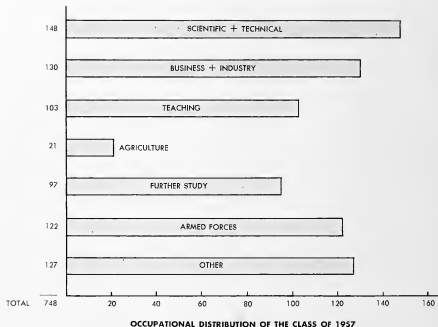 148 SCIENTIFIC + TECHNICAL
130 BUSINESS + INDUSTRY
103 TEACHING
21 AGRICULTURE
97 FURTHER STUDY
122 ARMED FORCES
127 OTHER
TOTAL 748 20 40 60 80 100 120 140 160
OCCUPATIONAL DISTRIBUTION OF THE CLASS OF 1957